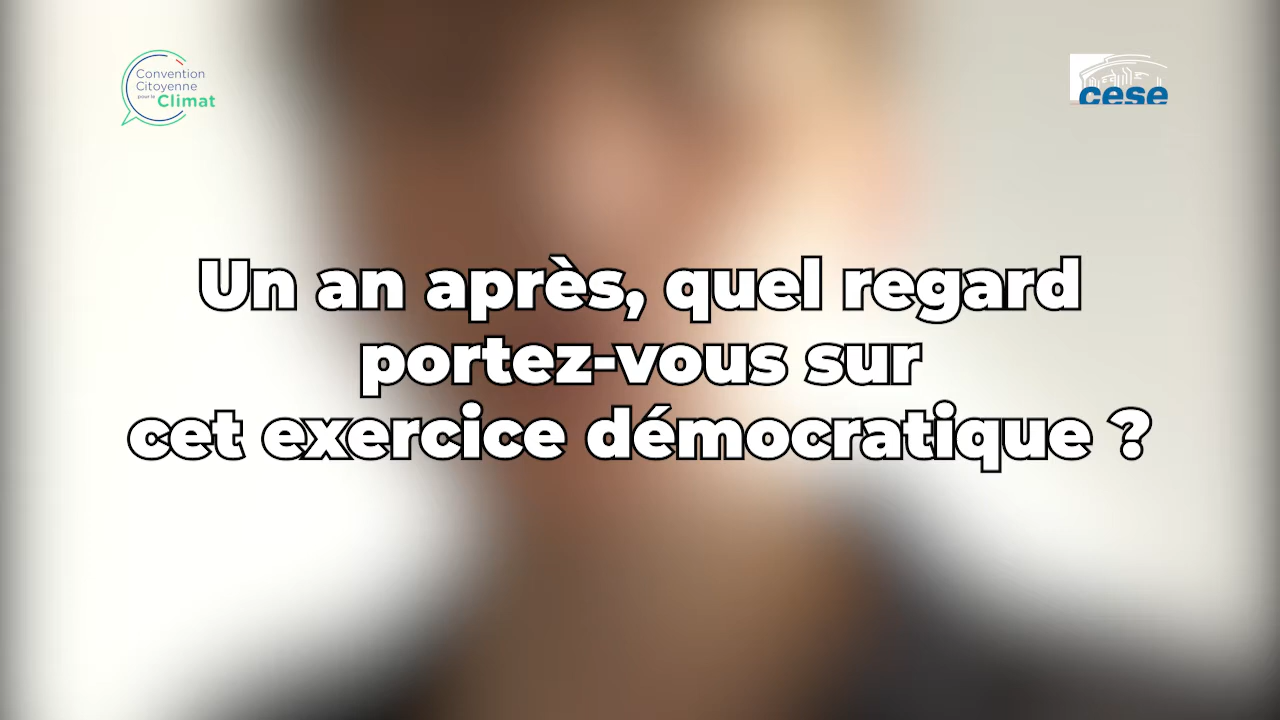 Convention
Citoyenne
pour le Climat
cese
Un an après, quel regard
portez-vous sur
cet exercice démocratique ?